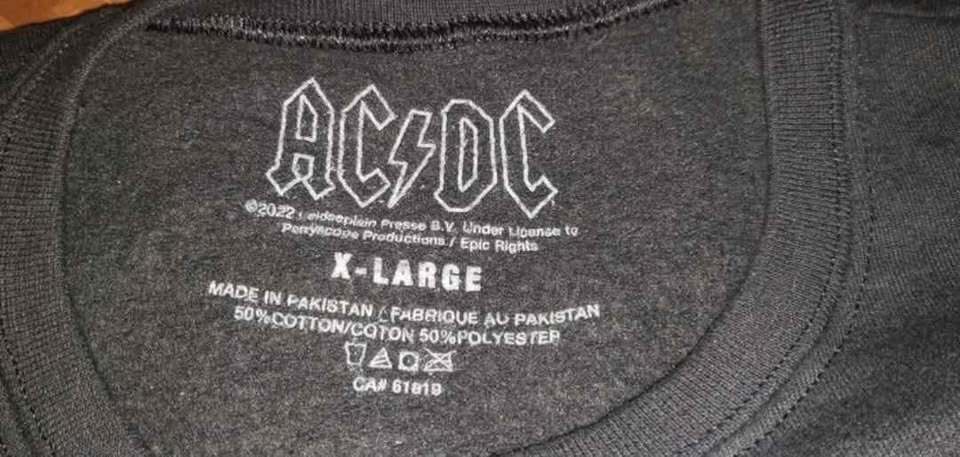 AC⚡DC
©2022 Leidseplein Presse B.V. Under License to
Perryscope Productions / Epic Rights
X-LARGE
MADE IN PAKISTAN / FABRIQUE AU PAKISTAN
50%COTTON/COTON 50%POLYESTER
CA# 61919